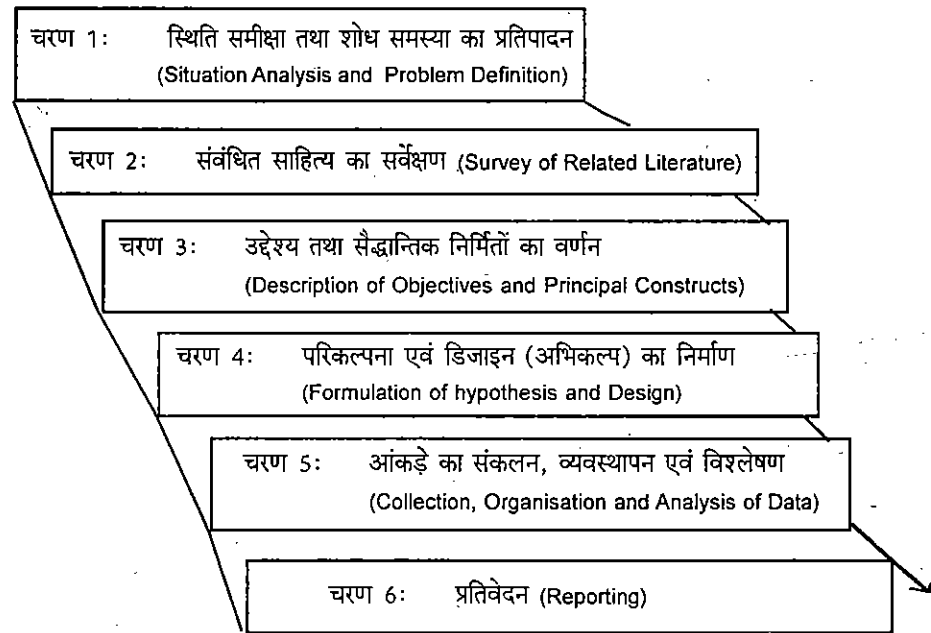 चरण 1: स्थिति समीक्षा तथा शोध समस्या का प्रतिपादन
(Situation Analysis and Problem Definition)
चरण 2: संवंधित साहित्य का सर्वेक्षण (Survey of Related Literature)
चरण 3: उद्देश्य तथा सैद्धान्तिक निर्मितों का वर्णन
(Description of Objectives and Principal Constructs)
चरण 4: परिकल्पना एवं डिजाइन (अभिकल्प) का निर्माण
(Formulation of hypothesis and Design)
चरण 5: आंकड़े का संकलन, व्यवस्थापन एवं विश्लेषण
(Collection, Organisation and Analysis of Data)
चरण 6: प्रतिवेदन (Reporting)